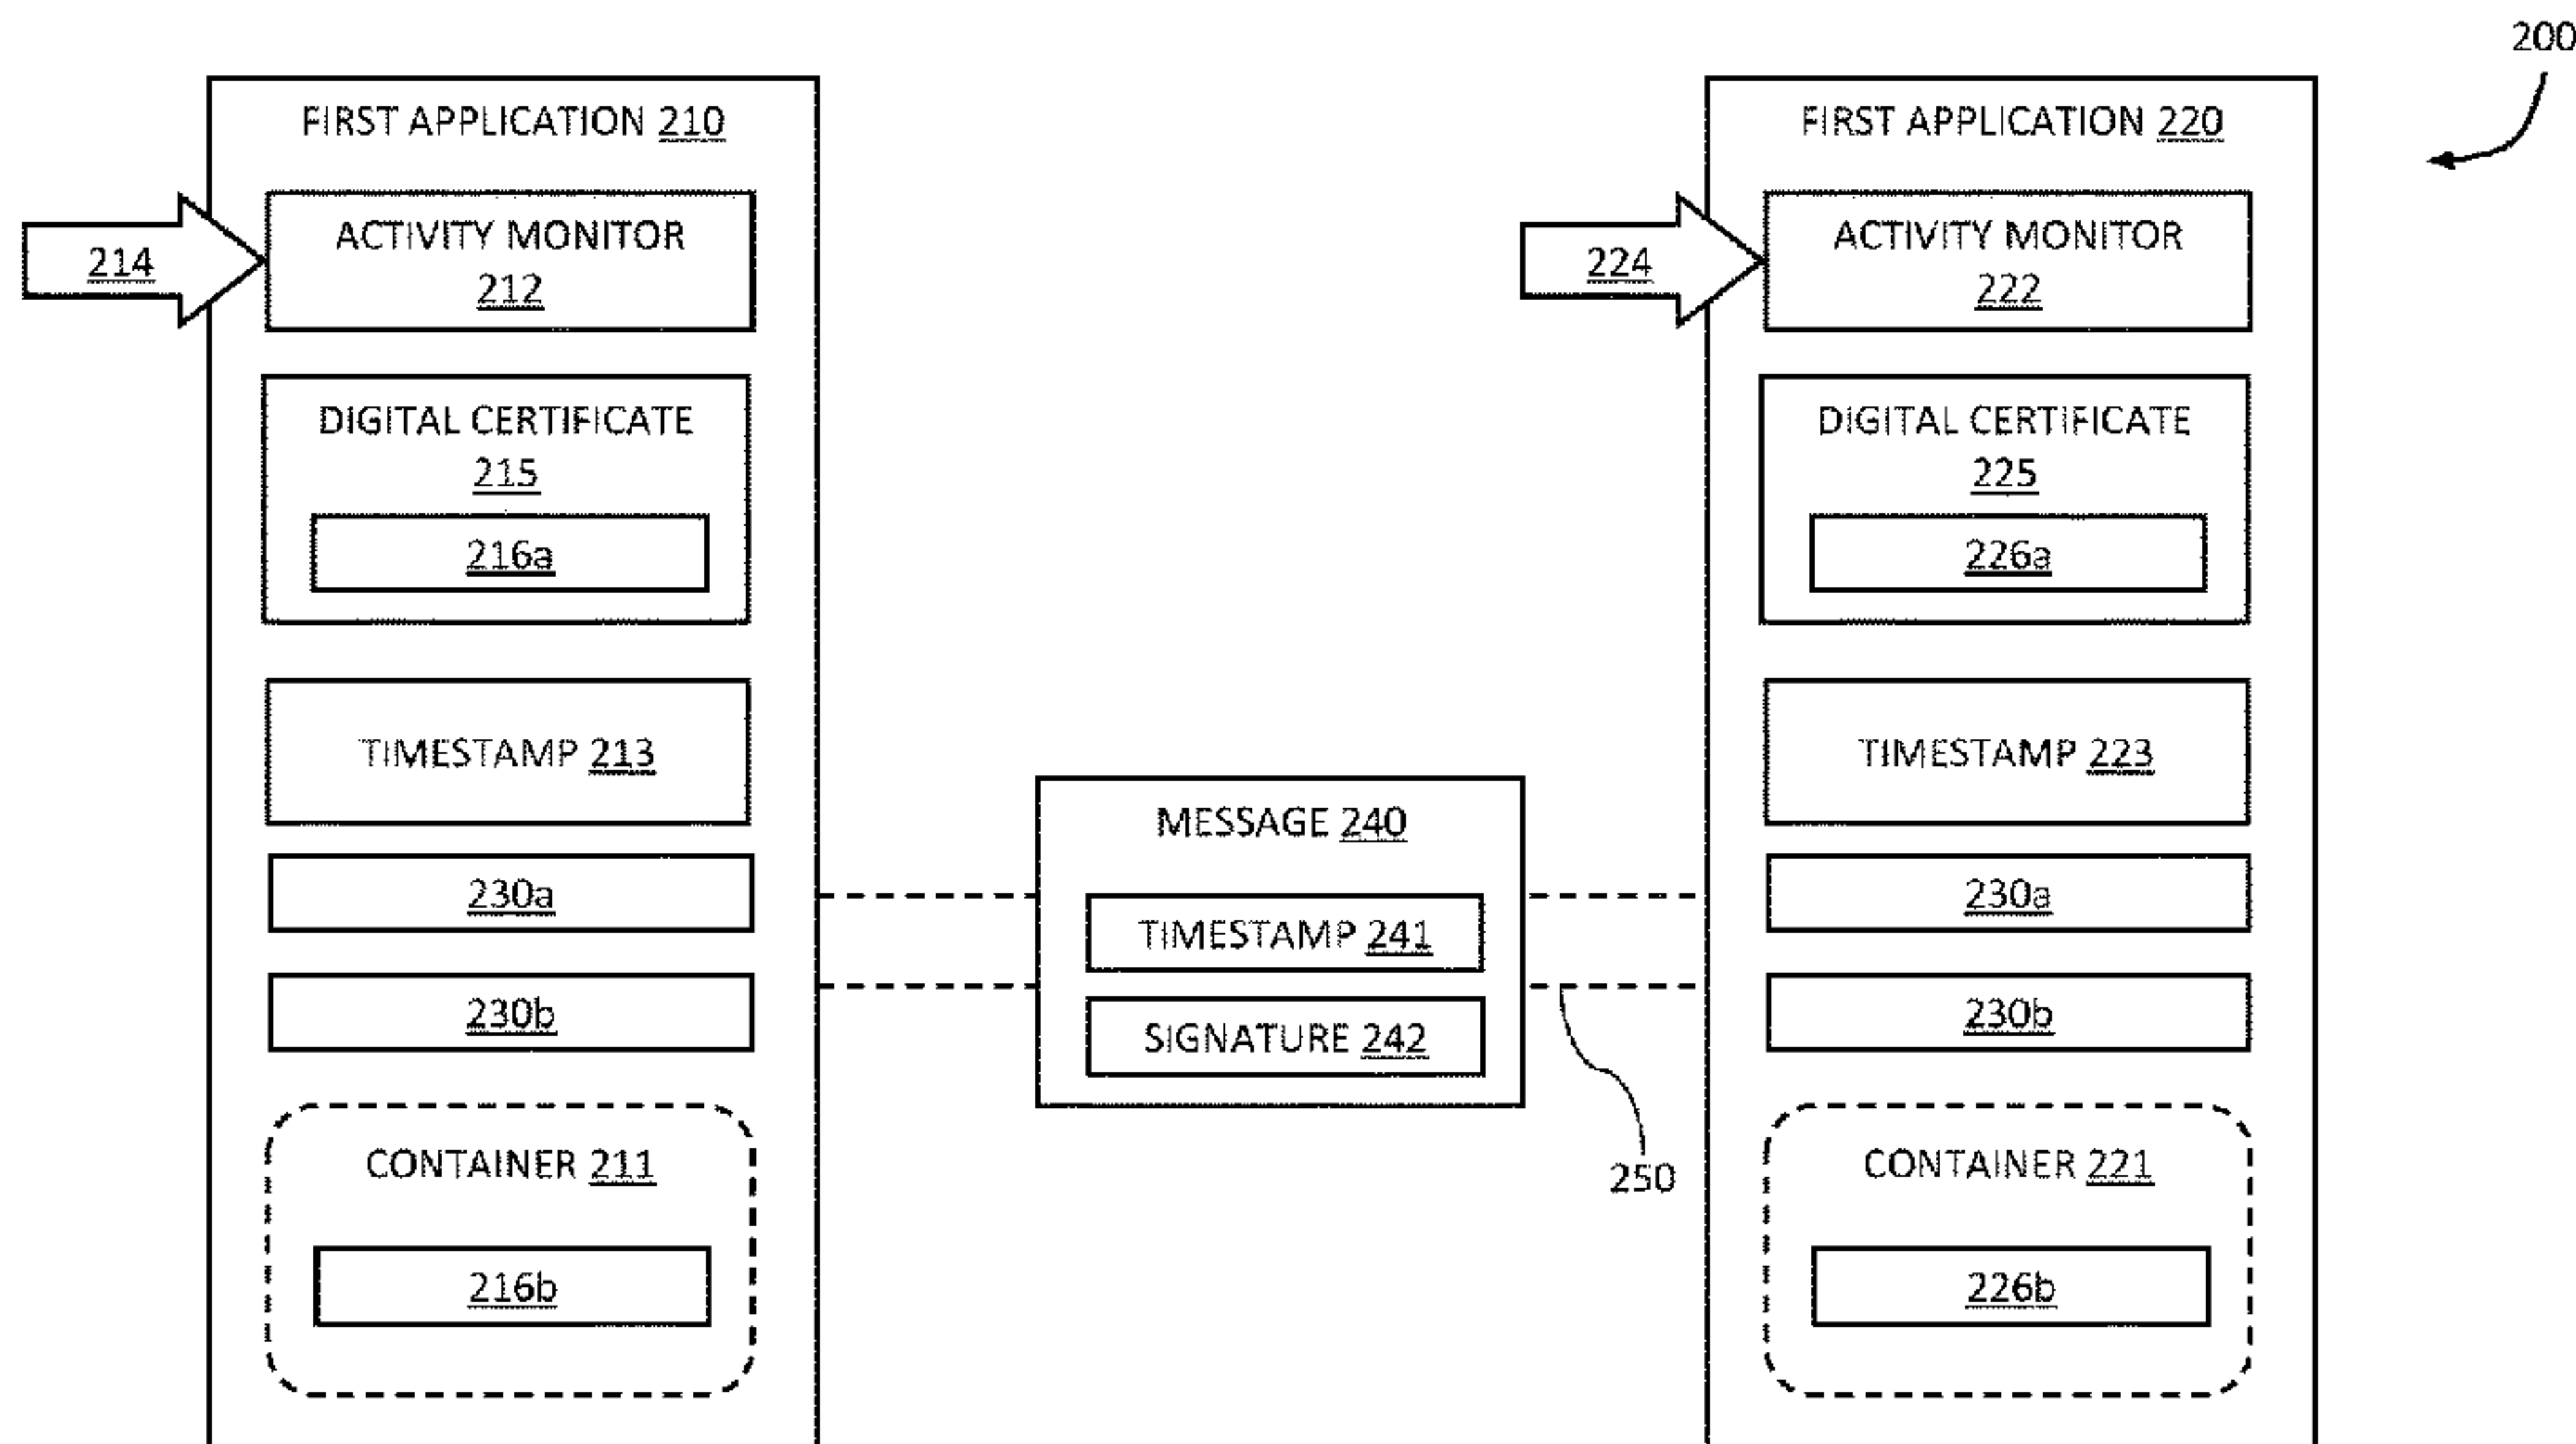 200
FIRST APPLICATION 210
214
ACTIVITY MONITOR
212
DIGITAL CERTIFICATE
215
216a
TIMESTAMP 213
230a
230b
CONTAINER 211
216b
MESSAGE 240
TIMESTAMP 241
SIGNATURE 242
250
FIRST APPLICATION 220
224
ACTIVITY MONITOR
222
DIGITAL CERTIFICATE
225
226a
TIMESTAMP 223
230a
230b
CONTAINER 221
226b